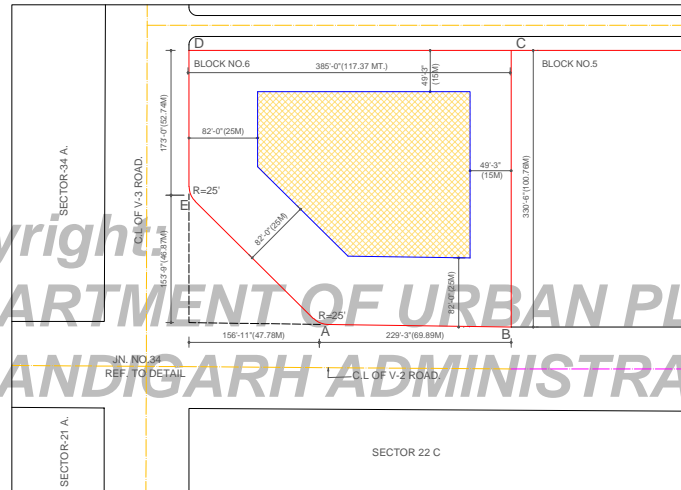 D
C
BLOCK NO.6
385'-0"(117.37 MT.)
49'-3"
(15M)
BLOCK NO.5
173'-0"(52.74M)
82'-0"(25M)
49'-3"
(15M)
330'-6"(100.76M)
SECTOR-34 A.
C.L OF V-3 ROAD.
R=25'
E
82'-0"(25M)
153'-9"(46.87M)
82'-0"(25M)
yright:
ARTMENT OF URBAN PL
R=25'
A
B
156'-11"(47.78M)
229'-3"(69.89M)
JN. NO.34
REF. TO DETAIL
C.L OF V-2 ROAD.
ANDIGARH ADMINISTRA
SECTOR-21 A.
SECTOR 22 C